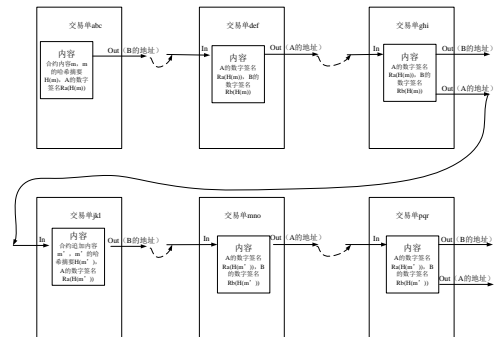 交易单abc
Out（B的地址）
内容
合约内容m，m
的哈希摘要
H(m)，A的数字
签名Ra(H(m))
交易单def
In
Out（A的地址）
内容
A的数字签名
Ra(H(m))，B的
数字签名
Rb(H(m))
交易单ghi
In
Out（B的地址）
内容
A的数字签名
Ra(H(m))，B的
数字签名
Rb(H(m))
Out（A的地址）
交易单jkl
In
Out（B的地址）
内容
合约追加内容
m’，m’的哈
希摘要H(m’)，
A的数字签名
Ra(H(m’))
交易单mno
In
Out（A的地址）
内容
A的数字签名
Ra(H(m’))，B
的数字签名
Rb(H(m’))
交易单pqr
In
Out（B的地址）
内容
A的数字签名
Ra(H(m’))，B
的数字签名
Rb(H(m’))
Out（A的地址）